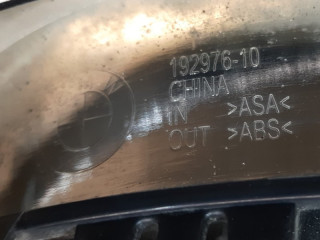 192976-10
CHINA
IN >ASA<
OUT >ABS<